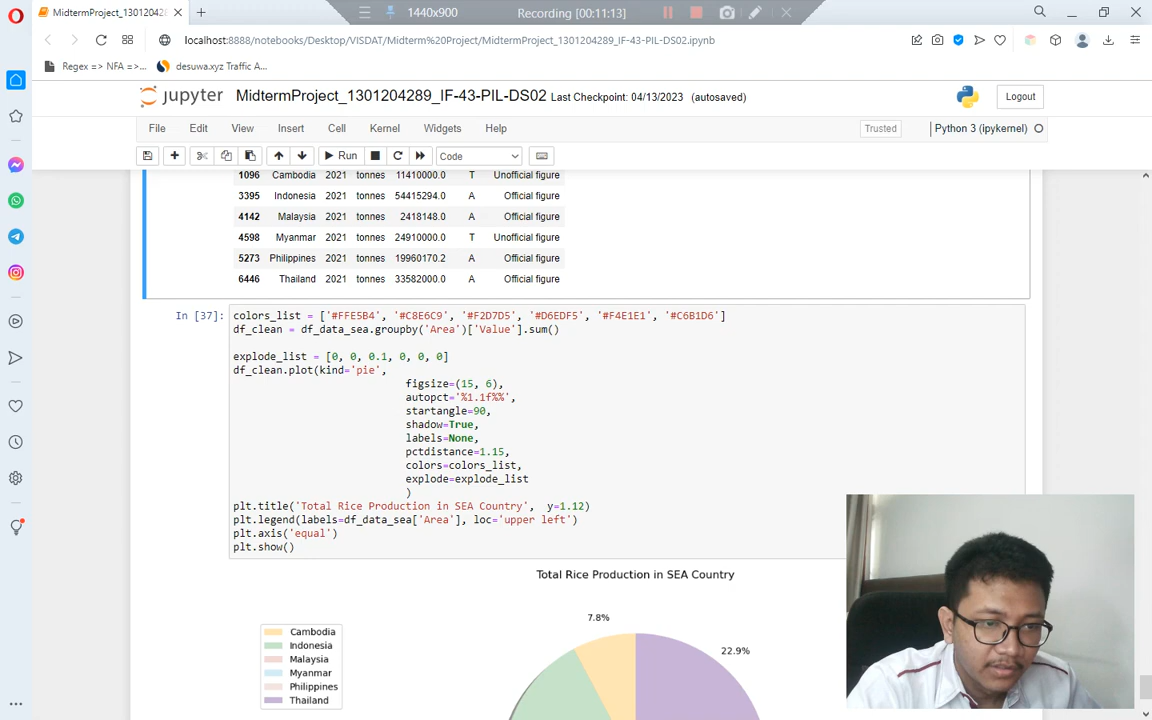 MidtermProject_1301204289
1440x900
Recording [00:11:13]
localhost:8888/notebooks/Desktop/VISDAT/Midterm%20Project/MidtermProject_1301204289_IF-43-PIL-DS02.ipynb
Regex => NFA =>...
desuwa.xyz Traffic A...
jupyter MidtermProject_1301204289_IF-43-PIL-DS02 Last Checkpoint: 04/13/2023 (autosaved)
Logout
File Edit View Insert Cell Kernel Widgets Help
Trusted
Python 3 (ipykernel)
Run
Code
1096 Cambodia 2021 tonnes 11410000.0 T Unofficial figure
3395 Indonesia 2021 tonnes 54415294.0 A Official figure
4142 Malaysia 2021 tonnes 2418148.0 A Official figure
4598 Myanmar 2021 tonnes 24910000.0 T Unofficial figure
5273 Philippines 2021 tonnes 19960170.2 A Official figure
6446 Thailand 2021 tonnes 33582000.0 A Official figure
In [37]: colors_list = ['#FFE5B4', '#C8E6C9', '#F2D7D5', '#D6EDF5', '#F4E1E1', '#C6B1D6']
df_clean = df_data_sea.groupby('Area')['Value'].sum()
explode_list = [0, 0, 0.1, 0, 0, 0]
df_clean.plot(kind='pie',
figsize=(15, 6),
autopct='%1.1f%%',
startangle=90,
shadow=True,
labels=None,
pctdistance=1.15,
colors=colors_list,
explode=explode_list
)
plt.title('Total Rice Production in SEA Country', y=1.12)
plt.legend(labels=df_data_sea['Area'], loc='upper left')
plt.axis('equal')
plt.show()
Total Rice Production in SEA Country
7.8%
22.9%
Cambodia
Indonesia
Malaysia
Myanmar
Philippines
Thailand